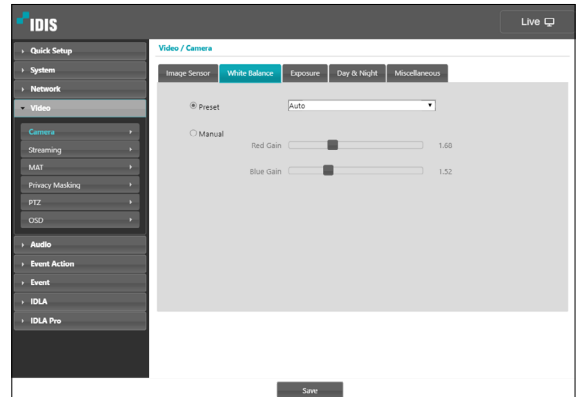 IDIS
Live
Quick Setup
System
Network
Video
Camera
Streaming
MAT
Privacy Masking
PTZ
OSD
Audio
Event Action
Event
IDLA
IDLA Pro
Video / Camera
Image Sensor White Balance Exposure Day & Night Miscellaneous
Preset Auto
Manual
Red Gain 1.60
Blue Gain 1.52
Save